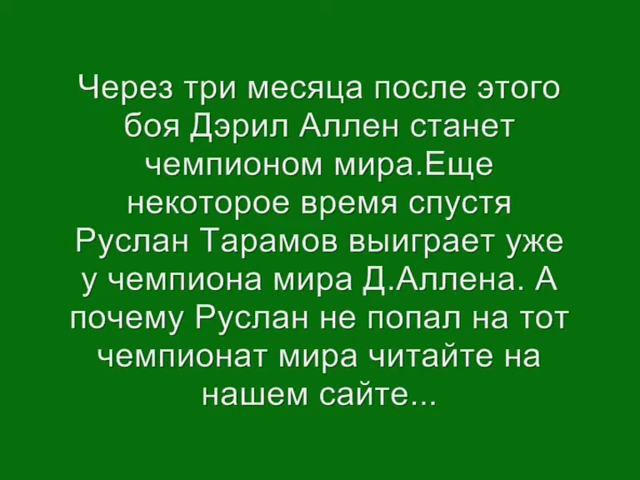 Через три месяца после этого
боя Дэрил Аллен станет
чемпионом мира.Еще
некоторое время спустя
Руслан Тарамов выиграет уже
у чемпиона мира Д.Аллена. А
почему Руслан не попал на тот
чемпионат мира читайте на
нашем сайте...